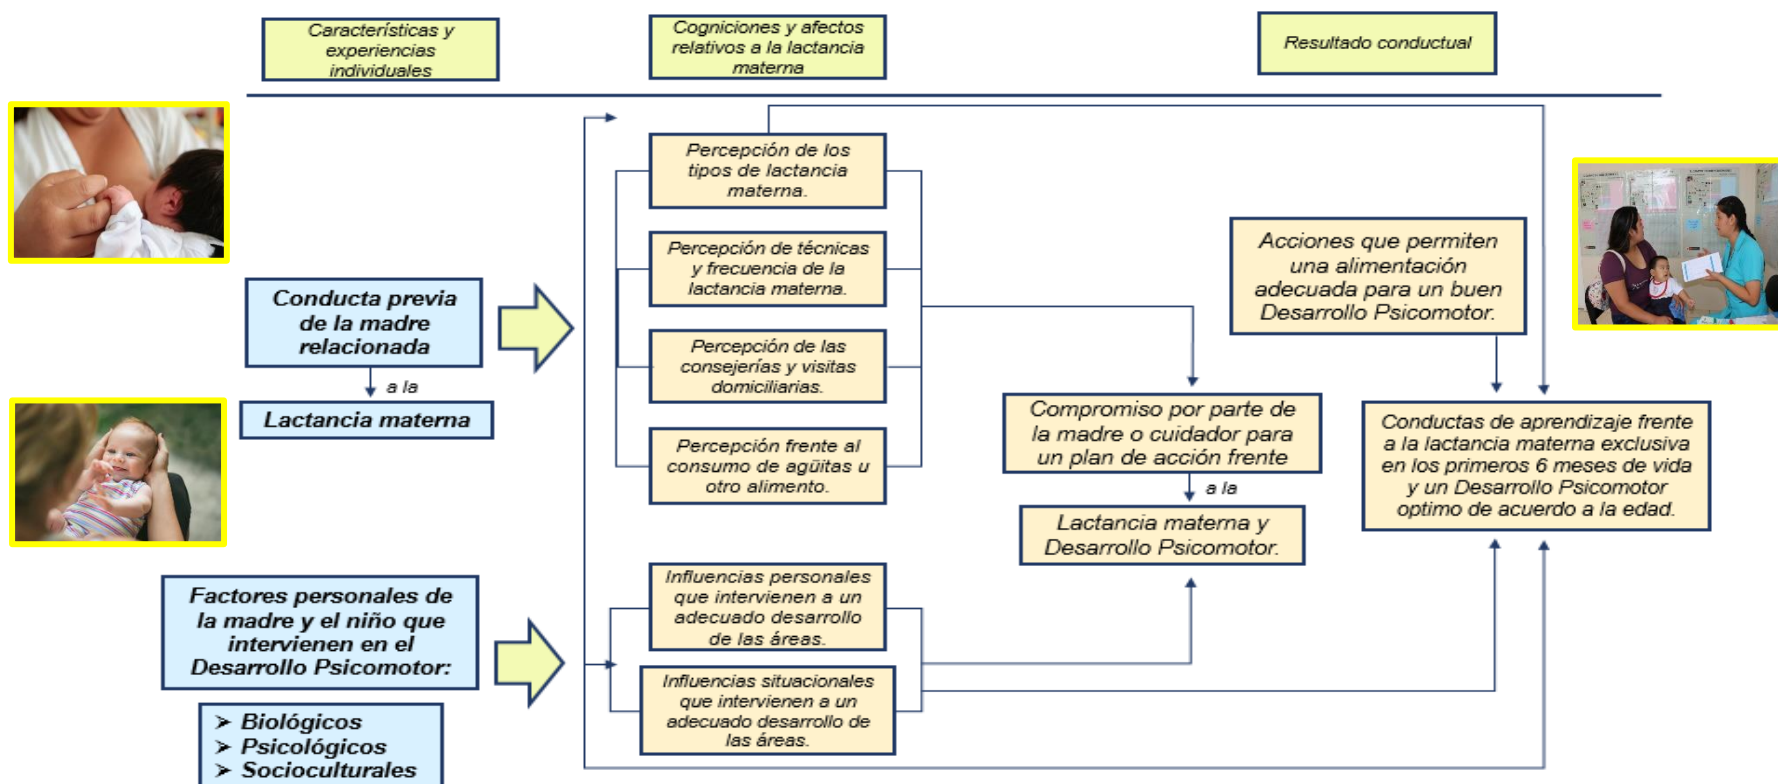 Características y
experiencias
individuales
Cogniciones y afectos
relativos a la lactancia
materna
Resultado conductual
Percepción de los
tipos de lactancia
materna.
Percepción de técnicas
y frecuencia de la
lactancia materna.
Percepción de las
consejerías y visitas
domiciliarias.
Percepción frente al
consumo de agüitas u
otro alimento.
Conducta previa
de la madre
relacionada
a la
Lactancia materna
Acciones que permiten
una alimentación
adecuada para un buen
Desarrollo Psicomotor.
Compromiso por parte de
la madre o cuidador para
un plan de acción frente
a la
Lactancia materna y
Desarrollo Psicomotor.
Conductas de aprendizaje frente
a la lactancia materna exclusiva
en los primeros 6 meses de vida
y un Desarrollo Psicomotor
optimo de acuerdo a la edad.
Factores personales de
la madre y el niño que
intervienen en el
Desarrollo Psicomotor:
➢ Biológicos
➢ Psicológicos
➢ Socioculturales
Influencias personales
que intervienen a un
adecuado desarrollo
de las áreas.
Influencias situacionales
que intervienen a un
adecuado desarrollo de
las áreas.